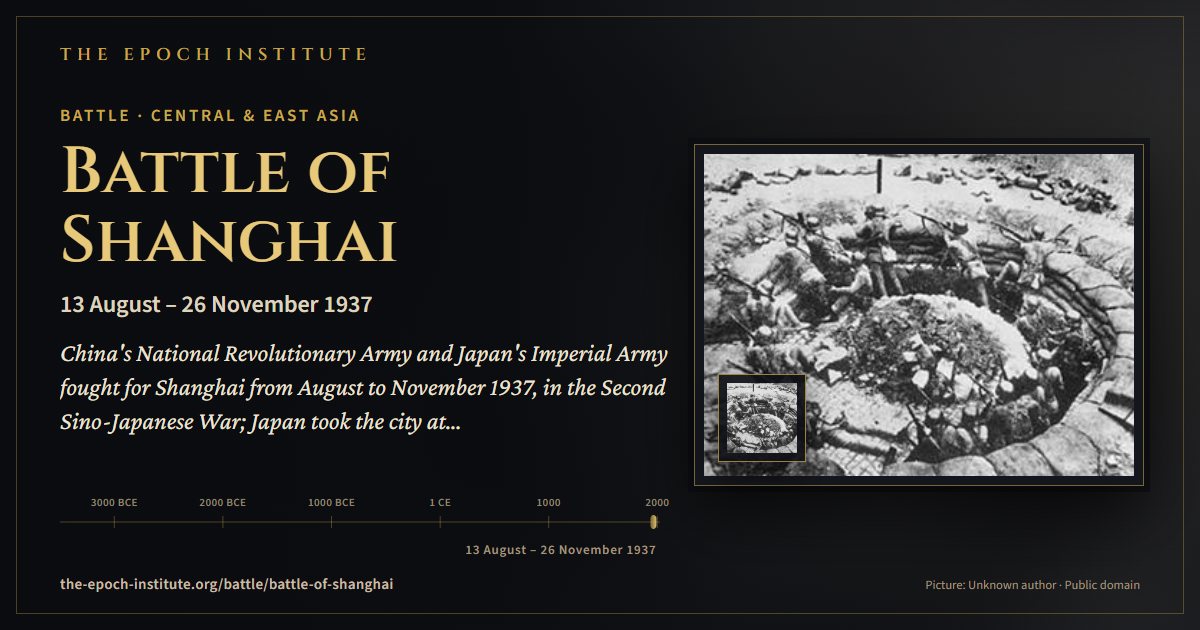 THE EPOCH INSTITUTE
BATTLE · CENTRAL & EAST ASIA
BATTLE OF
SHANGHAI
13 August – 26 November 1937
China's National Revolutionary Army and Japan's Imperial Army
fought for Shanghai from August to November 1937, in the Second
Sino-Japanese War; Japan took the city at...
3000 BCE 2000 BCE 1000 BCE 1 CE 1000 2000
13 August – 26 November 1937
the-epoch-institute.org/battle/battle-of-shanghai
Picture: Unknown author · Public domain